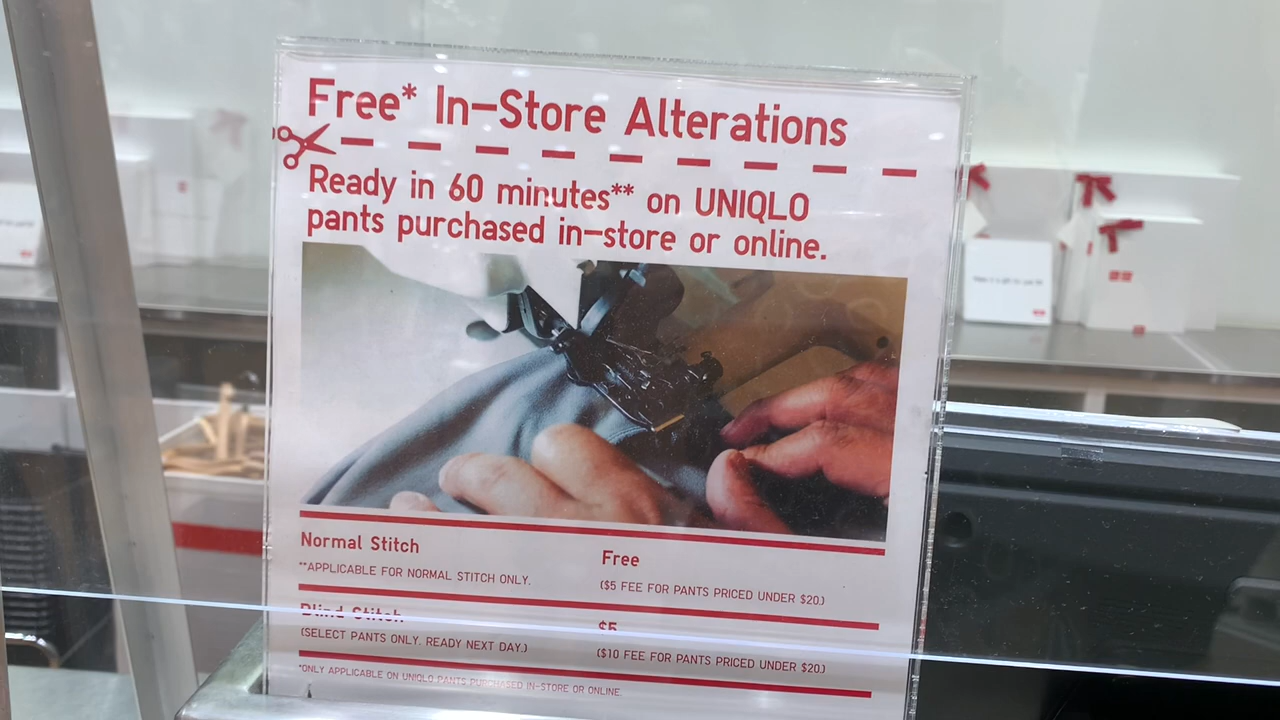 Free* In-Store Alterations
Ready in 60 minutes** on UNIQLO
pants purchased in-store or online.
Normal Stitch
Free
**APPLICABLE FOR NORMAL STITCH ONLY.
($5 FEE FOR PANTS PRICED UNDER $20.)
Blind Stitch
$5
(SELECT PANTS ONLY. READY NEXT DAY.)
($10 FEE FOR PANTS PRICED UNDER $20.)
*ONLY APPLICABLE ON UNIQLO PANTS PURCHASED IN-STORE OR ONLINE.